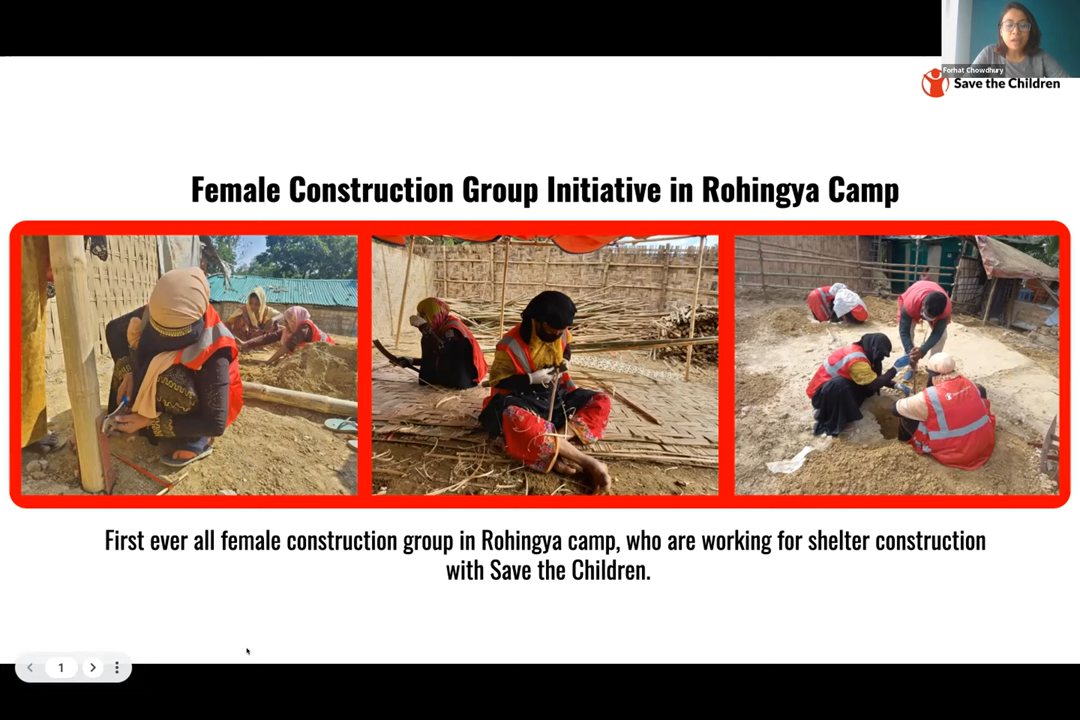 Forhat Chowdhury
Save the Children
Female Construction Group Initiative in Rohingya Camp
First ever all female construction group in Rohingya camp, who are working for shelter construction
with Save the Children.
1